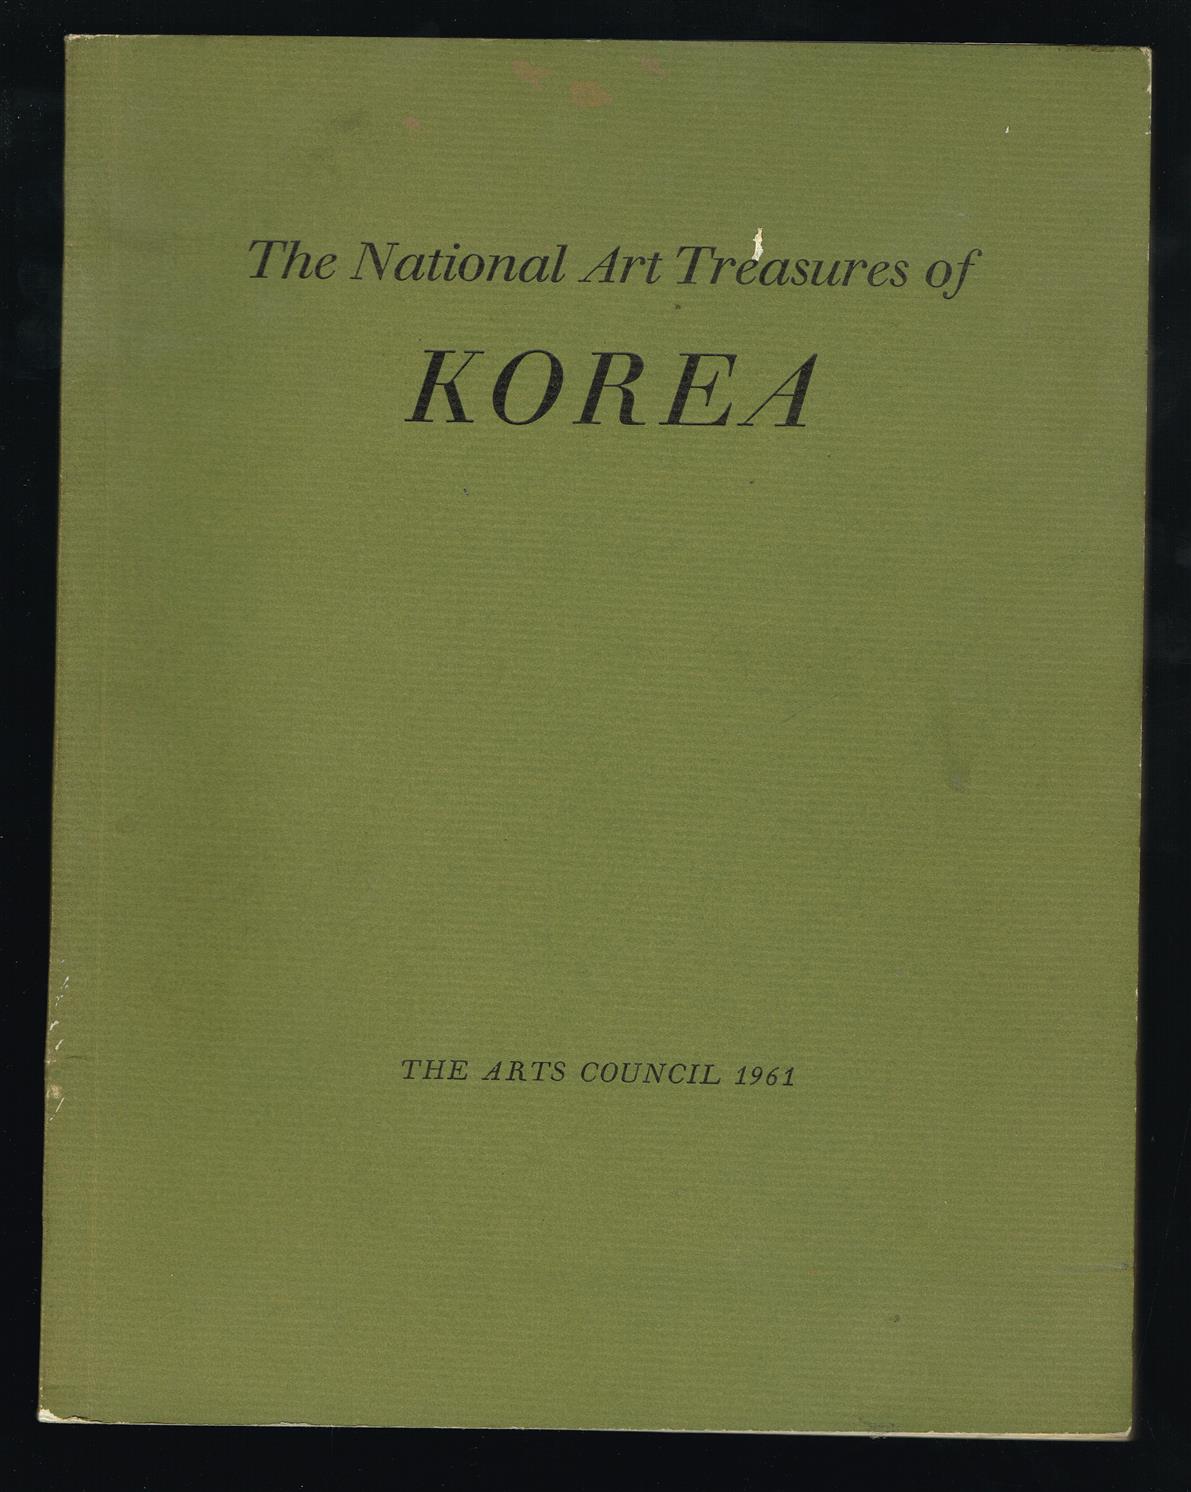 The National Art Treasures of
KOREA
THE ARTS COUNCIL 1961